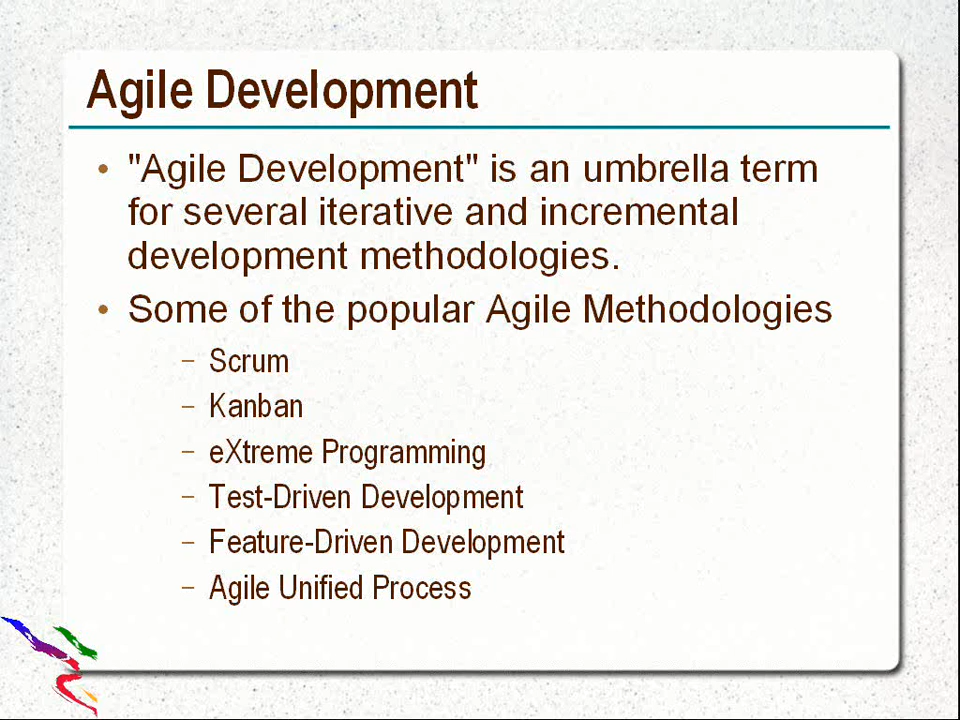 Agile Development
• "Agile Development" is an umbrella term
for several iterative and incremental
development methodologies.
• Some of the popular Agile Methodologies
– Scrum
– Kanban
– eXtreme Programming
– Test-Driven Development
– Feature-Driven Development
– Agile Unified Process